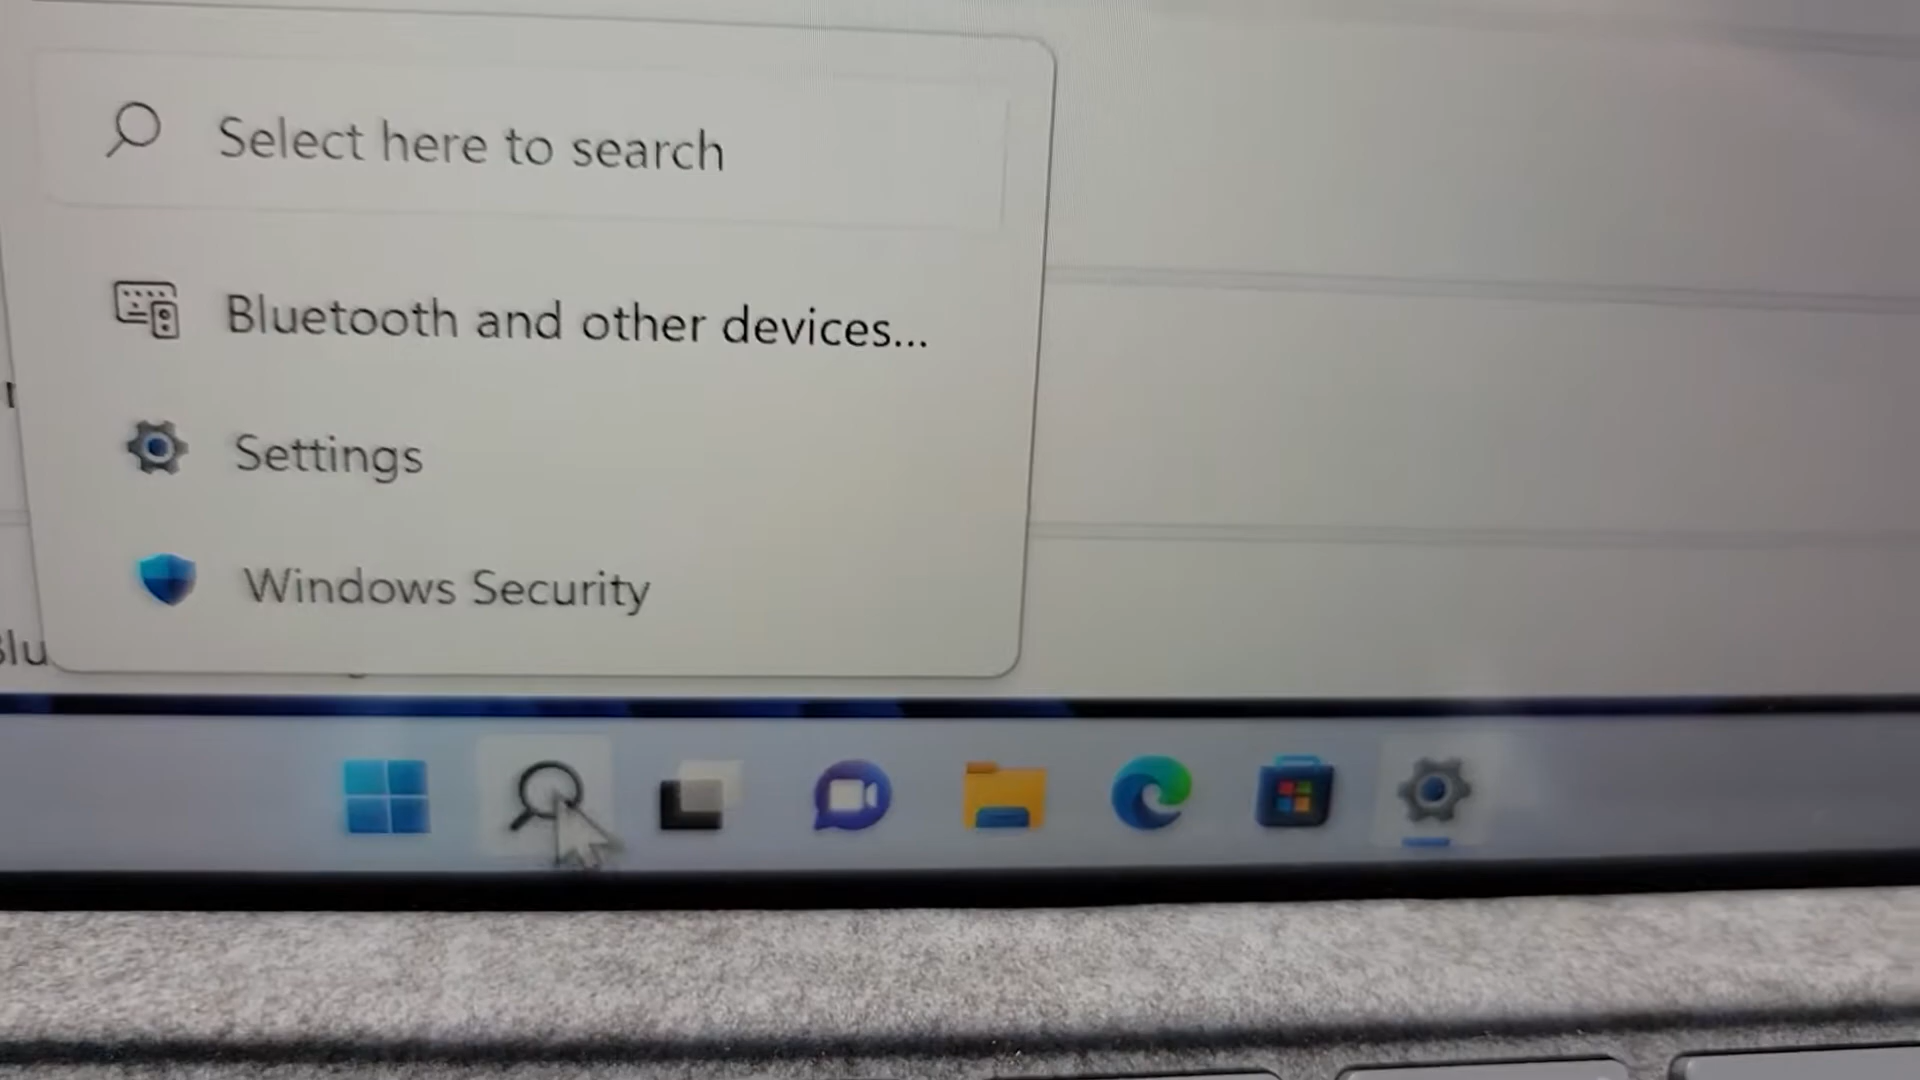 Select here to search
Bluetooth and other devices...
Settings
Windows Security